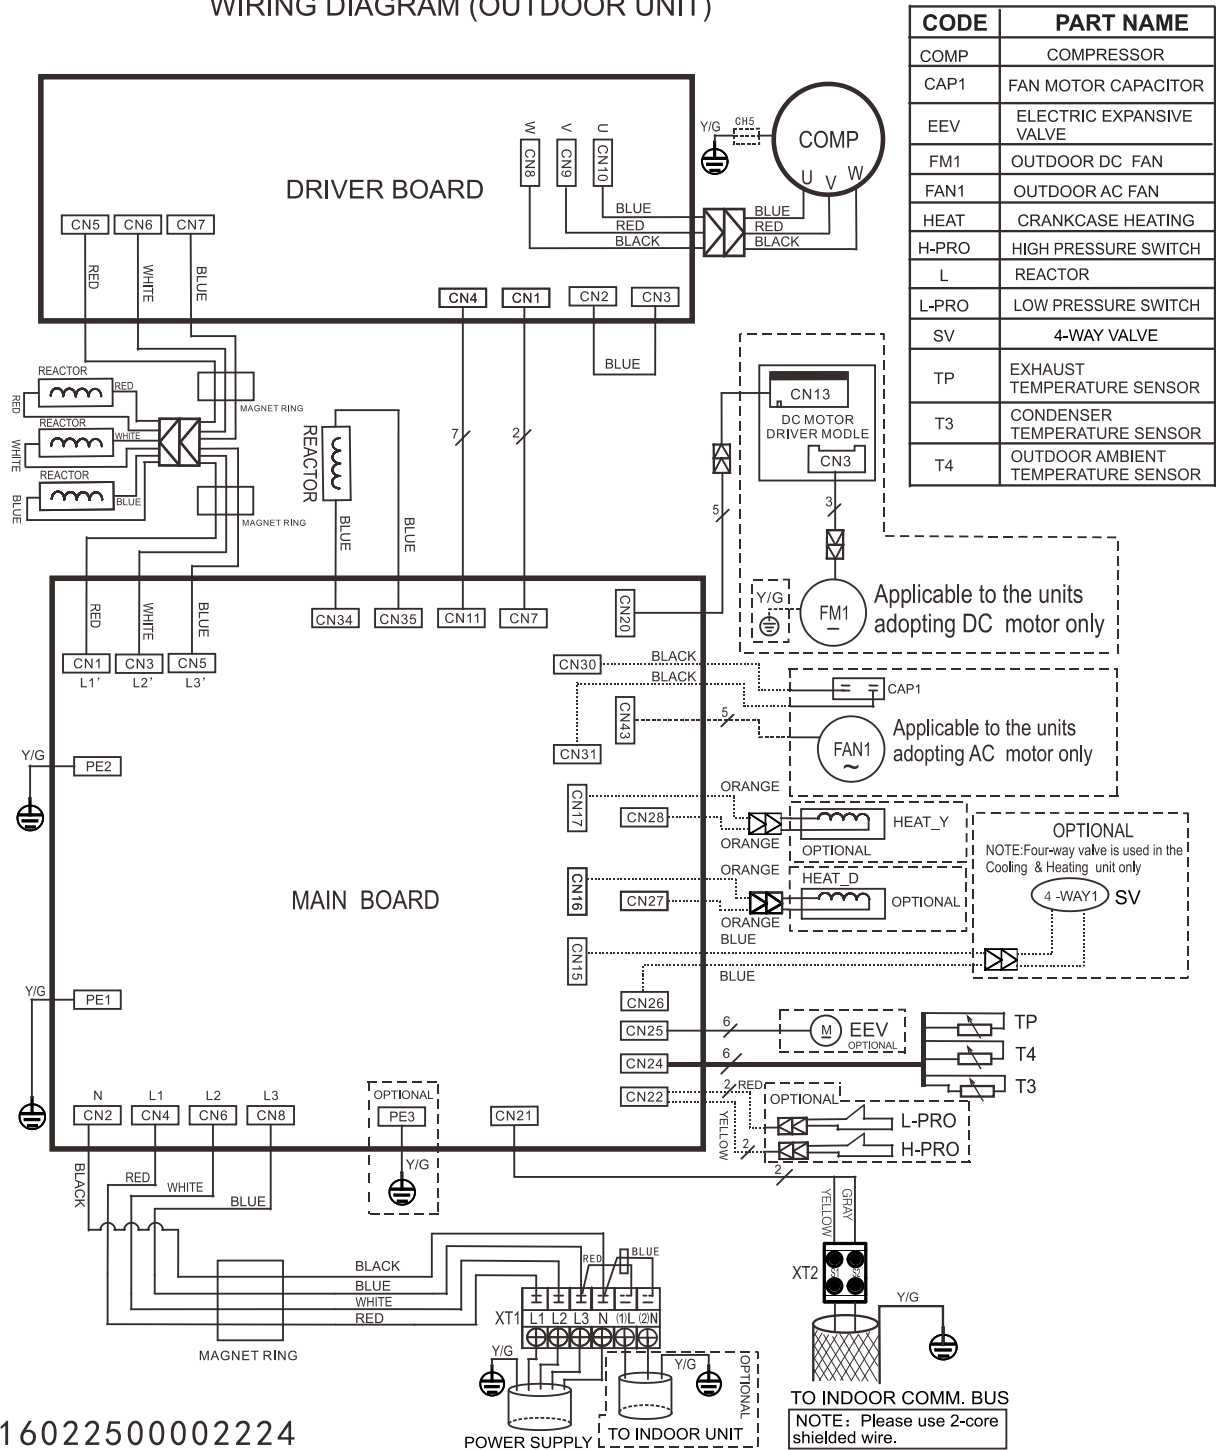 WIRING DIAGRAM (OUTDOOR UNIT)
CODE PART NAME
COMP COMPRESSOR
CAP1 FAN MOTOR CAPACITOR
EEV ELECTRIC EXPANSIVE
VALVE
FM1 OUTDOOR DC FAN
FAN1 OUTDOOR AC FAN
HEAT CRANKCASE HEATING
H-PRO HIGH PRESSURE SWITCH
L REACTOR
L-PRO LOW PRESSURE SWITCH
SV 4-WAY VALVE
TP EXHAUST
TEMPERATURE SENSOR
T3 CONDENSER
TEMPERATURE SENSOR
T4 OUTDOOR AMBIENT
TEMPERATURE SENSOR
DRIVER BOARD
W V U
CN8 CN9 CN10
BLUE
RED
BLACK
Y/G CH5
COMP
U V W
BLUE
RED
BLACK
CN5 CN6 CN7
RED WHITE BLUE
CN4 CN1 CN2 CN3
BLUE
REACTOR
RED
RED
REACTOR
WHITE
WHITE
REACTOR
BLUE
BLUE
MAGNET RING
MAGNET RING
REACTOR
BLUE BLUE
7 2
5
CN13
DC MOTOR
DRIVER MODLE
CN3
3
Y/G
FM1
Applicable to the units
adopting DC motor only
RED WHITE BLUE
CN1 CN3 CN5
L1' L2' L3'
CN34 CN35 CN11 CN7
CN20
CN30 BLACK
BLACK
CAP1
CN43 5
CN31
FAN1
~
Applicable to the units
adopting AC motor only
Y/G
PE2
MAIN BOARD
CN17
CN28
ORANGE
ORANGE
HEAT_Y
OPTIONAL
CN16
CN27
ORANGE
ORANGE
HEAT_D
OPTIONAL
CN15
BLUE
BLUE
CN26
OPTIONAL
NOTE:Four-way valve is used in the
Cooling & Heating unit only
4 -WAY1 SV
Y/G
PE1
CN25 6
M EEV
OPTIONAL
CN24 6
TP
T4
T3
CN22 2 RED
YELLOW 2
OPTIONAL
L-PRO
H-PRO
N L1 L2 L3
CN2 CN4 CN6 CN8
OPTIONAL
PE3
Y/G
CN21
2
BLACK
RED
WHITE
BLUE
YELLOW GRAY
XT2
Y/G
BLACK
BLUE
WHITE
RED
MAGNET RING
RED BLUE
XT1 L1 L2 L3 N (1)L (2)N
Y/G
Y/G
OPTIONAL
POWER SUPPLY
TO INDOOR UNIT
TO INDOOR COMM. BUS
NOTE: Please use 2-core
shielded wire.
16022500002224